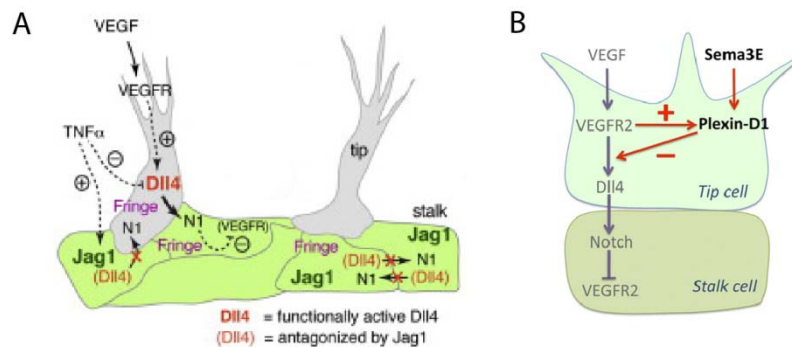 A
VEGF
VEGFR
TNFα
+
−
+
Dll4
Fringe
N1
N1
(VEGFR)
−
Fringe
Jag1
(Dll4)
tip
stalk
Fringe
Jag1
(Dll4)
N1
Jag1
N1
(Dll4)
Dll4 = functionally active Dll4
(Dll4) = antagonized by Jag1
B
VEGF
Sema3E
VEGFR2
+
Plexin-D1
−
Dll4
Tip cell
Notch
VEGFR2
Stalk cell